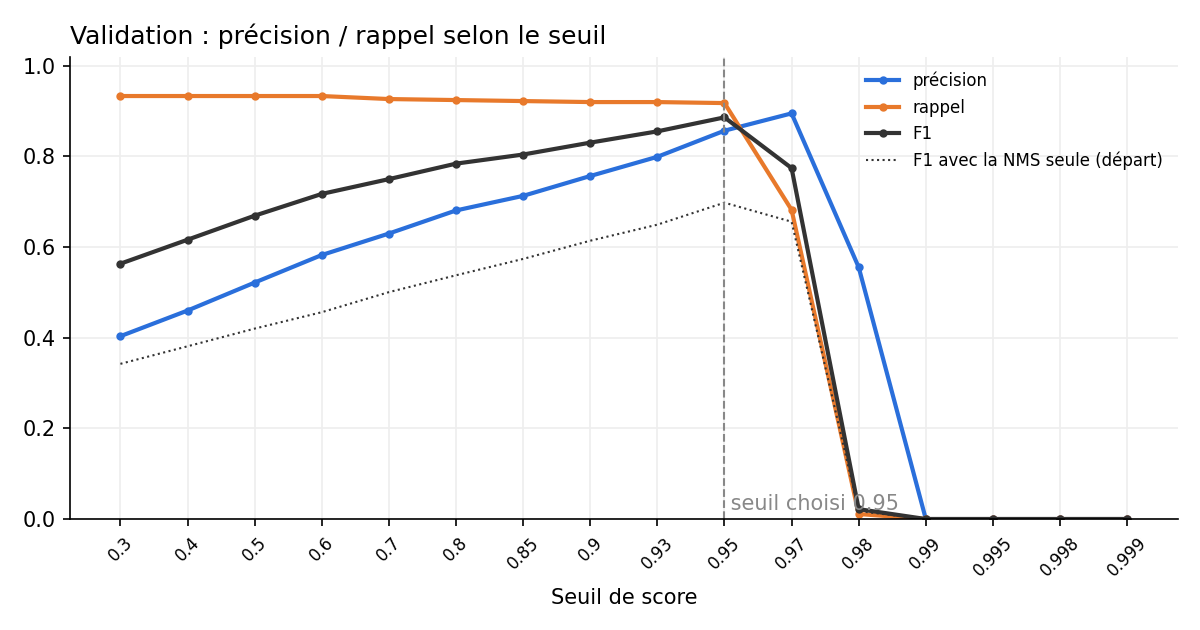 Validation : précision / rappel selon le seuil
1.0
0.8
0.6
0.4
0.2
0.0
précision
rappel
F1
F1 avec la NMS seule (départ)
seuil choisi 0.95
0.3 0.4 0.5 0.6 0.7 0.8 0.85 0.9 0.93 0.95 0.97 0.98 0.99 0.995 0.998 0.999
Seuil de score